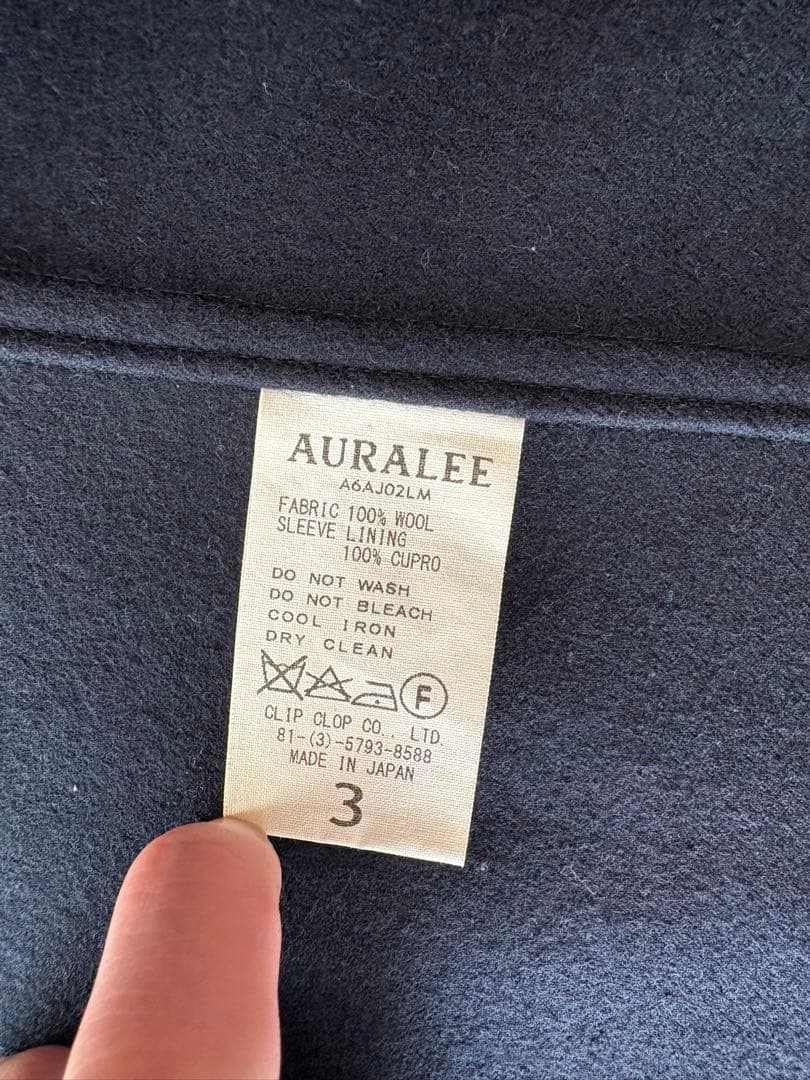 AURALEE
A6AJ02LM
FABRIC 100% WOOL
SLEEVE LINING
100% CUPRO
DO NOT WASH
DO NOT BLEACH
COOL IRON
DRY CLEAN
F
CLIP CLOP CO., LTD.
81-(3)-5793-8588
MADE IN JAPAN
3